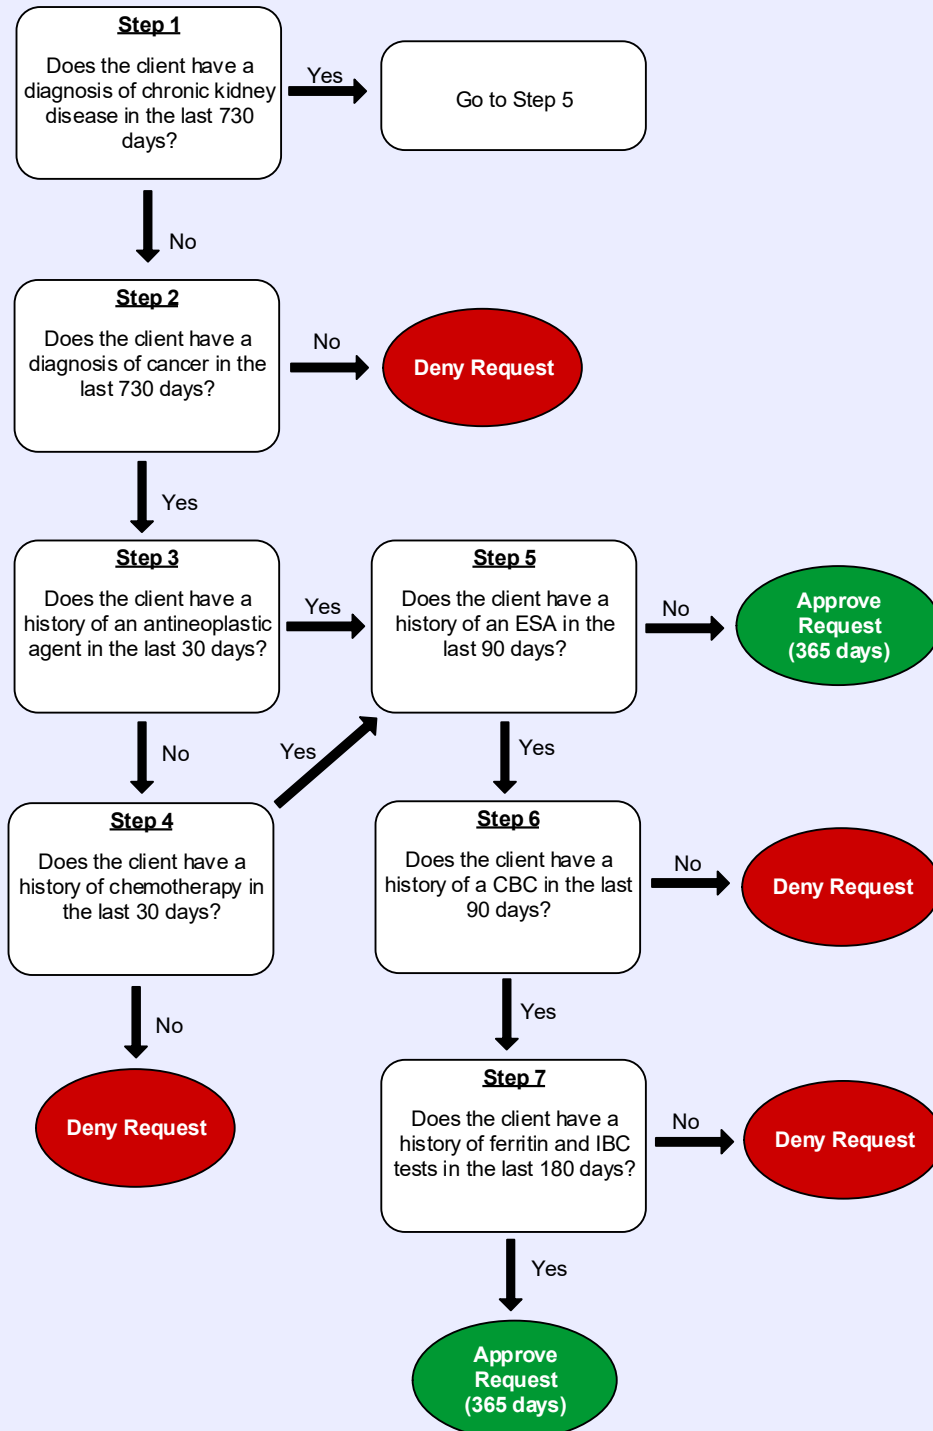 Step 1
Does the client have a
diagnosis of chronic kidney
disease in the last 730
days?
Yes
Go to Step 5
No
Step 2
Does the client have a
diagnosis of cancer in the
last 730 days?
No
Deny Request
Yes
Step 3
Does the client have a
history of an antineoplastic
agent in the last 30 days?
Yes
Step 5
Does the client have a
history of an ESA in the
last 90 days?
No
Approve
Request
(365 days)
No
Yes
Yes
Step 4
Does the client have a
history of chemotherapy in
the last 30 days?
Step 6
Does the client have a
history of a CBC in the last
90 days?
No
Deny Request
No
Deny Request
Yes
Step 7
Does the client have a
history of ferritin and IBC
tests in the last 180 days?
No
Deny Request
Yes
Approve
Request
(365 days)